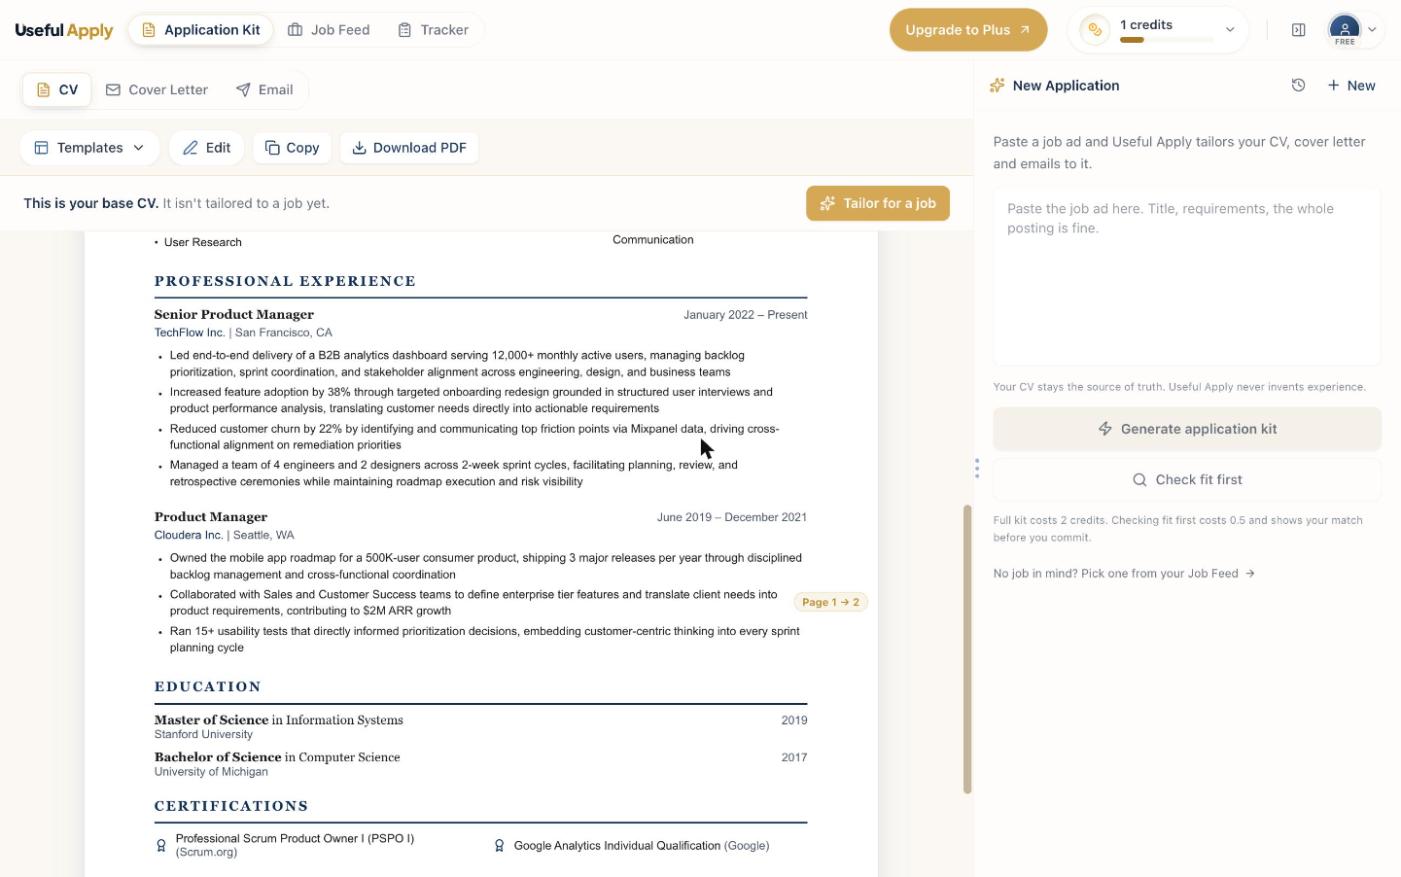 Useful Apply
Application Kit
Job Feed
Tracker
Upgrade to Plus
1 credits
FREE
CV
Cover Letter
Email
Templates
Edit
Copy
Download PDF
This is your base CV. It isn't tailored to a job yet.
Tailor for a job
• User Research
Communication
PROFESSIONAL EXPERIENCE
Senior Product Manager
January 2022 – Present
TechFlow Inc. | San Francisco, CA
• Led end-to-end delivery of a B2B analytics dashboard serving 12,000+ monthly active users, managing backlog
prioritization, sprint coordination, and stakeholder alignment across engineering, design, and business teams
• Increased feature adoption by 38% through targeted onboarding redesign grounded in structured user interviews and
product performance analysis, translating customer needs directly into actionable requirements
• Reduced customer churn by 22% by identifying and communicating top friction points via Mixpanel data, driving cross-
functional alignment on remediation priorities
• Managed a team of 4 engineers and 2 designers across 2-week sprint cycles, facilitating planning, review, and
retrospective ceremonies while maintaining roadmap execution and risk visibility
Product Manager
June 2019 – December 2021
Cloudera Inc. | Seattle, WA
• Owned the mobile app roadmap for a 500K-user consumer product, shipping 3 major releases per year through disciplined
backlog management and cross-functional coordination
• Collaborated with Sales and Customer Success teams to define enterprise tier features and translate client needs into
product requirements, contributing to $2M ARR growth
Page 1 → 2
• Ran 15+ usability tests that directly informed prioritization decisions, embedding customer-centric thinking into every sprint
planning cycle
EDUCATION
Master of Science in Information Systems
2019
Stanford University
Bachelor of Science in Computer Science
2017
University of Michigan
CERTIFICATIONS
Professional Scrum Product Owner I (PSPO I)
(Scrum.org)
Google Analytics Individual Qualification (Google)
New Application
+ New
Paste a job ad and Useful Apply tailors your CV, cover letter
and emails to it.
Paste the job ad here. Title, requirements, the whole
posting is fine.
Your CV stays the source of truth. Useful Apply never invents experience.
Generate application kit
Check fit first
Full kit costs 2 credits. Checking fit first costs 0.5 and shows your match
before you commit.
No job in mind? Pick one from your Job Feed →